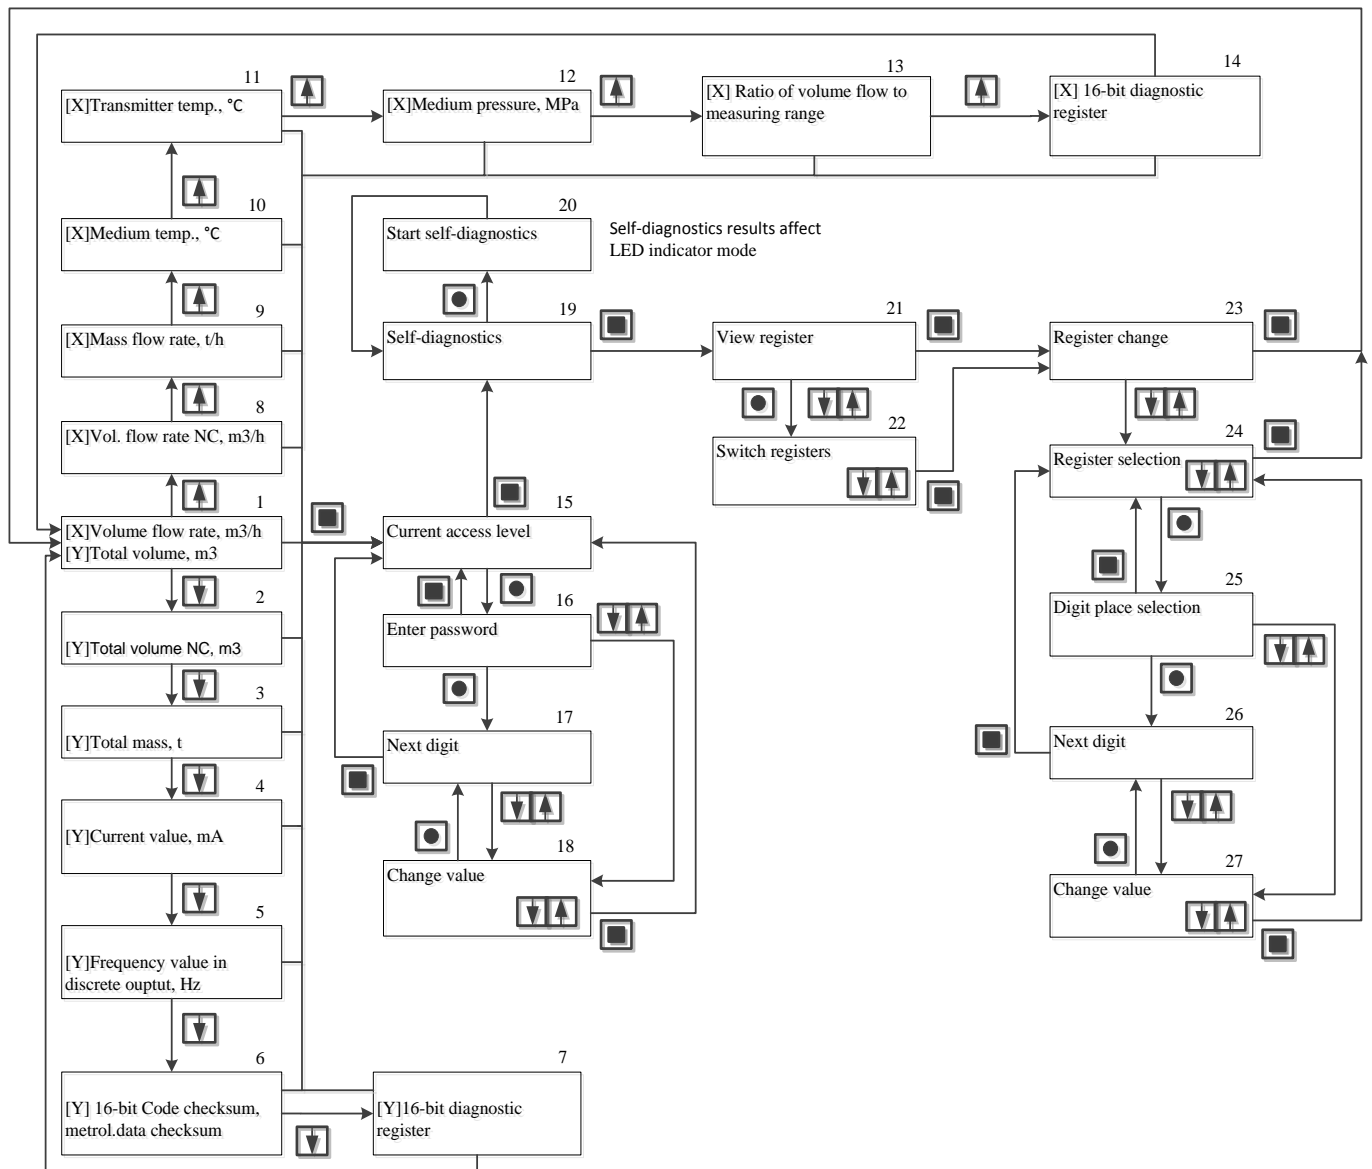 11
[X]Transmitter temp., °C
12
[X]Medium pressure, MPa
13
[X] Ratio of volume flow to
measuring range
14
[X] 16-bit diagnostic
register
10
[X]Medium temp., °C
20
Start self-diagnostics
Self-diagnostics results affect
LED indicator mode
9
[X]Mass flow rate, t/h
19
Self-diagnostics
21
View register
23
Register change
8
[X]Vol. flow rate NC, m3/h
22
Switch registers
24
Register selection
1
[X]Volume flow rate, m3/h
[Y]Total volume, m3
15
Current access level
2
[Y]Total volume NC, m3
16
Enter password
25
Digit place selection
3
[Y]Total mass, t
17
Next digit
26
Next digit
4
[Y]Current value, mA
18
Change value
27
Change value
5
[Y]Frequency value in
discrete ouptut, Hz
6
[Y] 16-bit Code checksum,
metrol.data checksum
7
[Y]16-bit diagnostic
register